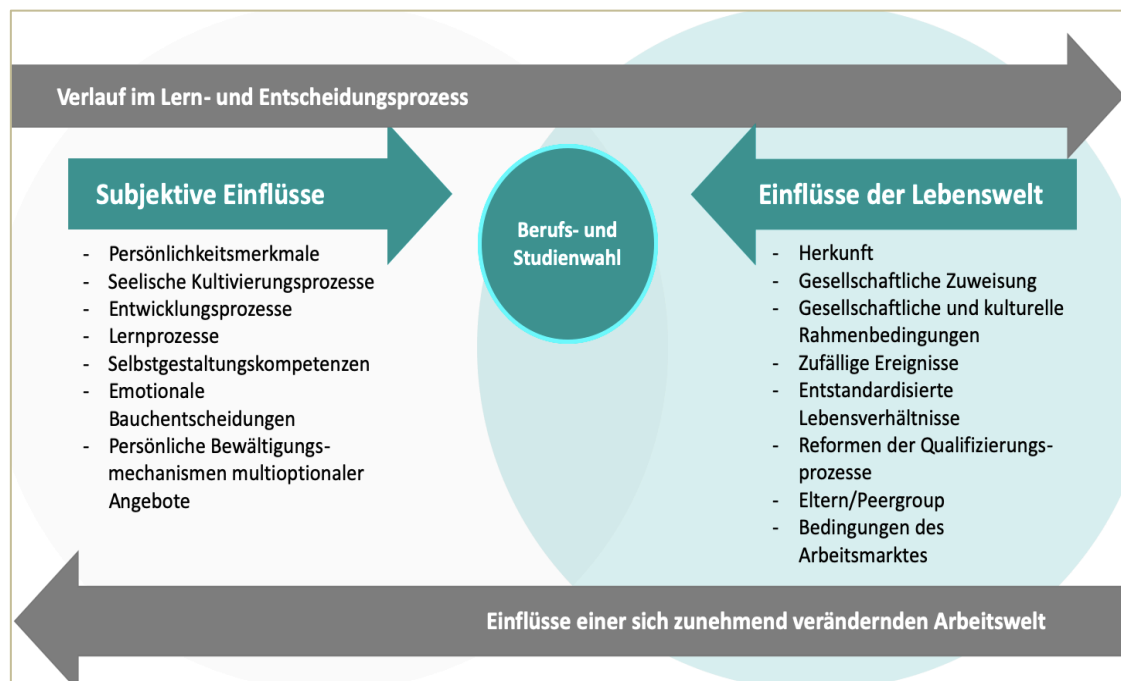 Verlauf im Lern- und Entscheidungsprozess
Subjektive Einflüsse
- Persönlichkeitsmerkmale
- Seelische Kultivierungsprozesse
- Entwicklungsprozesse
- Lernprozesse
- Selbstgestaltungskompetenzen
- Emotionale
Bauchentscheidungen
- Persönliche Bewältigungs-
mechanismen multioptionaler
Angebote
Berufs- und
Studienwahl
Einflüsse der Lebenswelt
- Herkunft
- Gesellschaftliche Zuweisung
- Gesellschaftliche und kulturelle
Rahmenbedingungen
- Zufällige Ereignisse
- Entstandardisierte
Lebensverhältnisse
- Reformen der Qualifizierungs-
prozesse
- Eltern/Peergroup
- Bedingungen des
Arbeitsmarktes
Einflüsse einer sich zunehmend verändernden Arbeitswelt